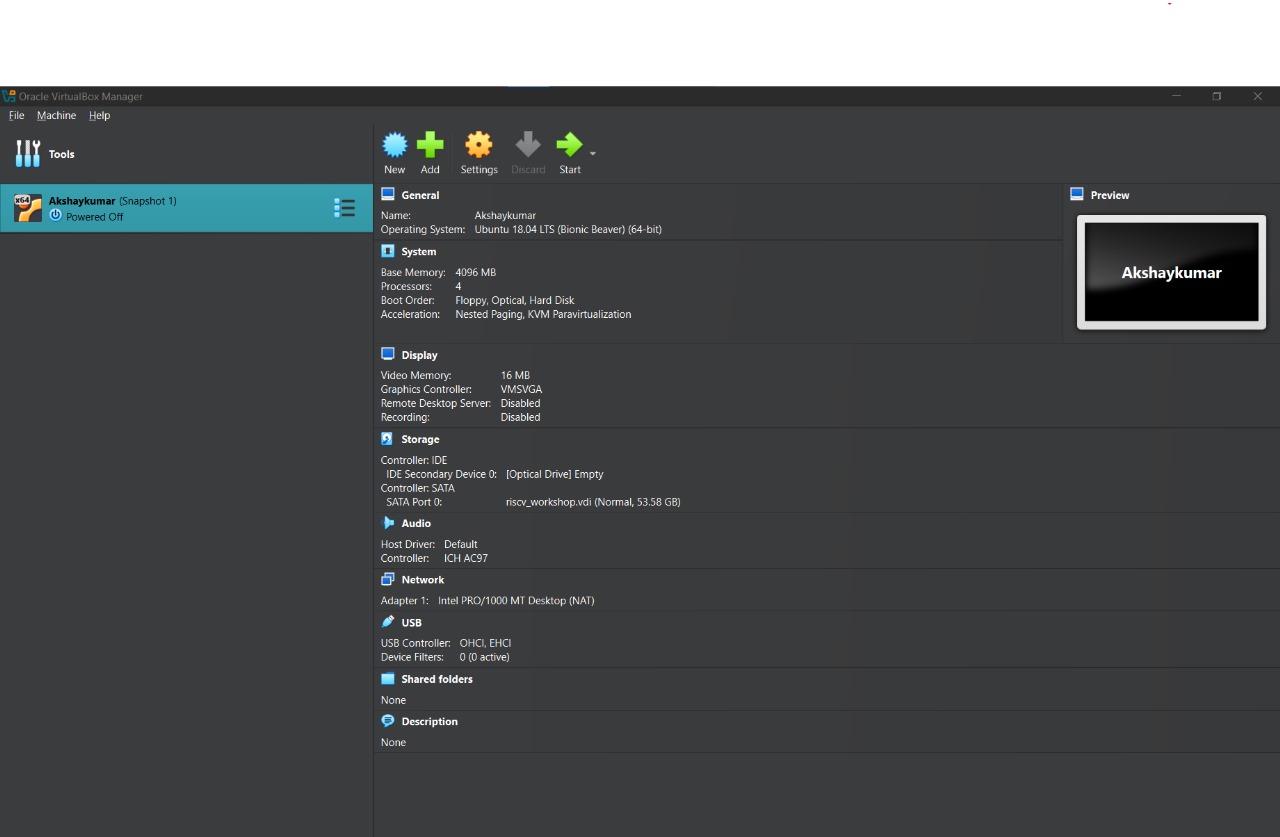 Oracle VirtualBox Manager
File Machine Help
Tools
New Add Settings Discard Start
x64
Akshaykumar (Snapshot 1)
Powered Off
General
Name: Akshaykumar
Operating System: Ubuntu 18.04 LTS (Bionic Beaver) (64-bit)
Preview
Akshaykumar
System
Base Memory: 4096 MB
Processors: 4
Boot Order: Floppy, Optical, Hard Disk
Acceleration: Nested Paging, KVM Paravirtualization
Display
Video Memory: 16 MB
Graphics Controller: VMSVGA
Remote Desktop Server: Disabled
Recording: Disabled
Storage
Controller: IDE
IDE Secondary Device 0: [Optical Drive] Empty
Controller: SATA
SATA Port 0: riscv_workshop.vdi (Normal, 53.58 GB)
Audio
Host Driver: Default
Controller: ICH AC97
Network
Adapter 1: Intel PRO/1000 MT Desktop (NAT)
USB
USB Controller: OHCI, EHCI
Device Filters: 0 (0 active)
Shared folders
None
Description
None